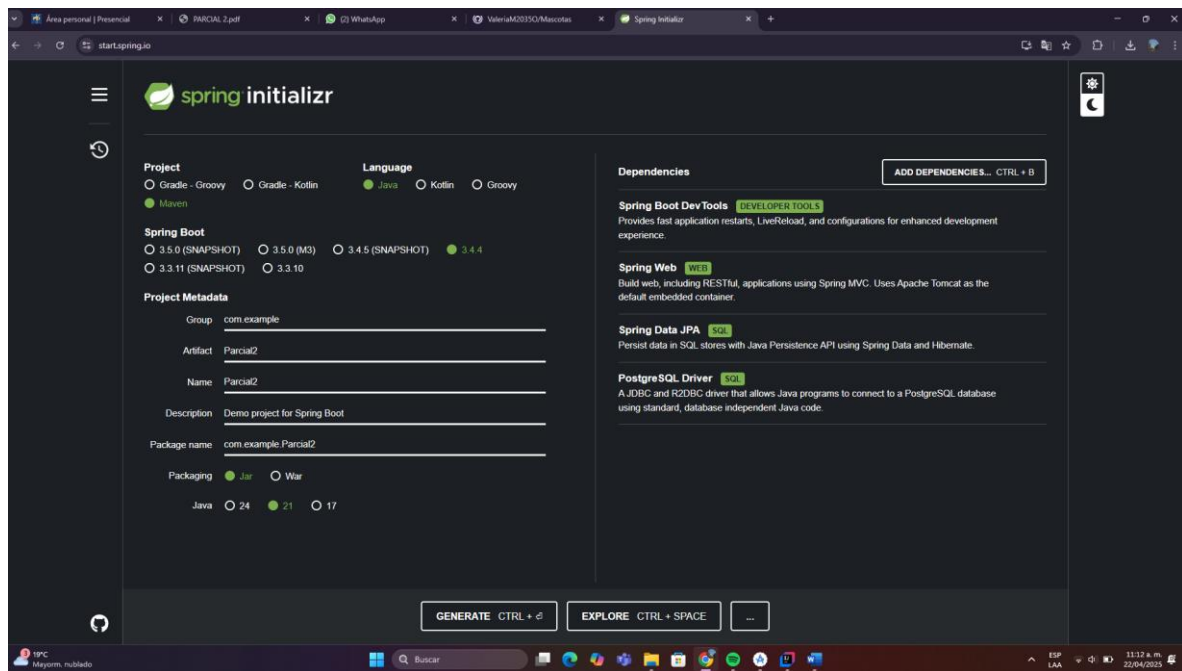 Área personal | Presencial
PARCIAL 2.pdf
(2) WhatsApp
ValeriaM2035O/Mascotas
Spring Initializr
start.spring.io
spring initializr
Project
Gradle - Groovy Gradle - Kotlin
Maven
Language
Java Kotlin Groovy
Spring Boot
3.5.0 (SNAPSHOT) 3.5.0 (M3) 3.4.5 (SNAPSHOT) 3.4.4
3.3.11 (SNAPSHOT) 3.3.10
Project Metadata
Group com.example
Artifact Parcial2
Name Parcial2
Description Demo project for Spring Boot
Package name com.example.Parcial2
Packaging Jar War
Java 24 21 17
Dependencies
ADD DEPENDENCIES... CTRL + B
Spring Boot DevTools DEVELOPER TOOLS
Provides fast application restarts, LiveReload, and configurations for enhanced development
experience.
Spring Web WEB
Build web, including RESTful, applications using Spring MVC. Uses Apache Tomcat as the
default embedded container.
Spring Data JPA SQL
Persist data in SQL stores with Java Persistence API using Spring Data and Hibernate.
PostgreSQL Driver SQL
A JDBC and R2DBC driver that allows Java programs to connect to a PostgreSQL database
using standard, database independent Java code.
GENERATE CTRL + ⏎
EXPLORE CTRL + SPACE
...
3
19°C
Mayorm. nublado
Buscar
ESP
LAA
11:12 a. m.
22/04/2025